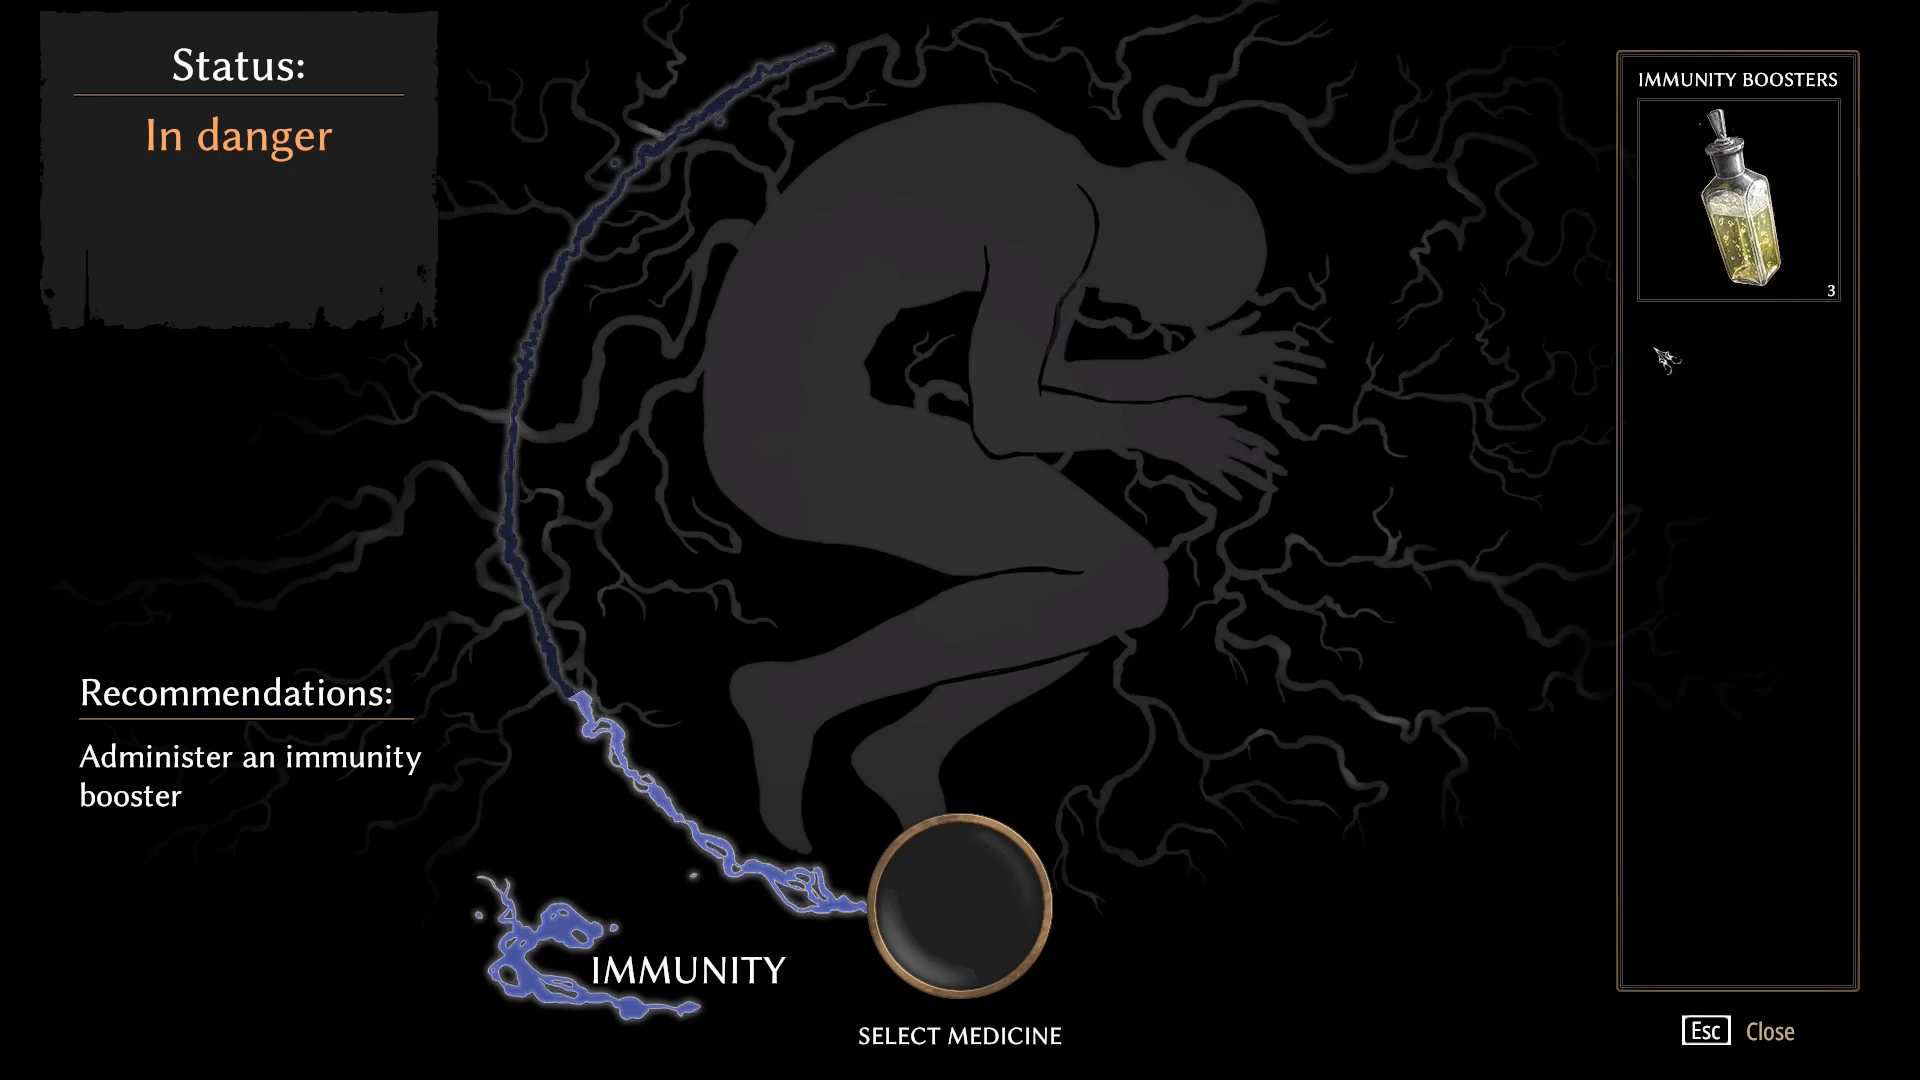 Status:
In danger
IMMUNITY BOOSTERS
3
Recommendations:
Administer an immunity
booster
IMMUNITY
SELECT MEDICINE
Esc Close